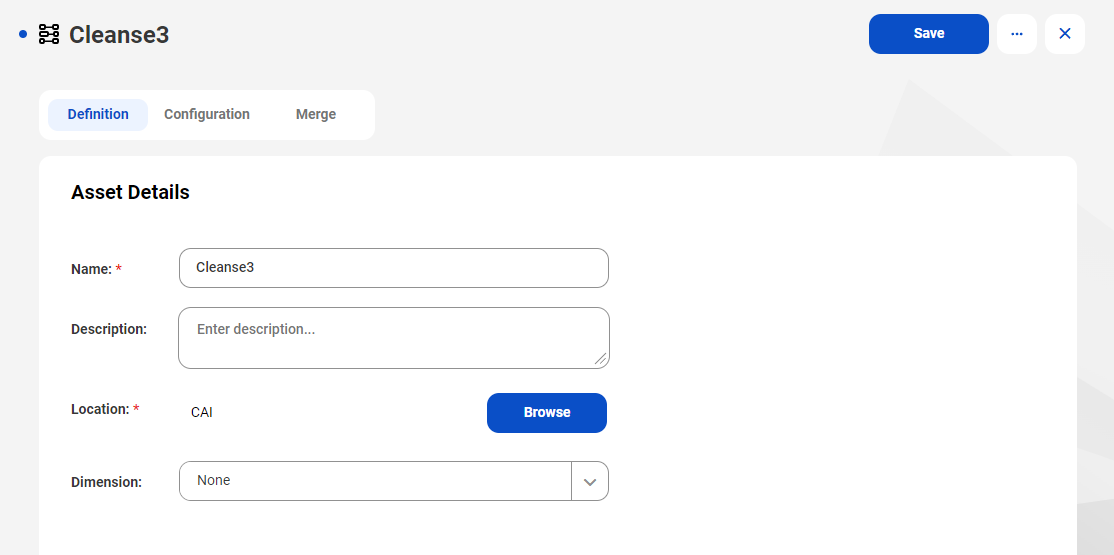 Cleanse3
Save
Definition Configuration Merge
Asset Details
Name: * Cleanse3
Description: Enter description...
Location: * CAI Browse
Dimension: None